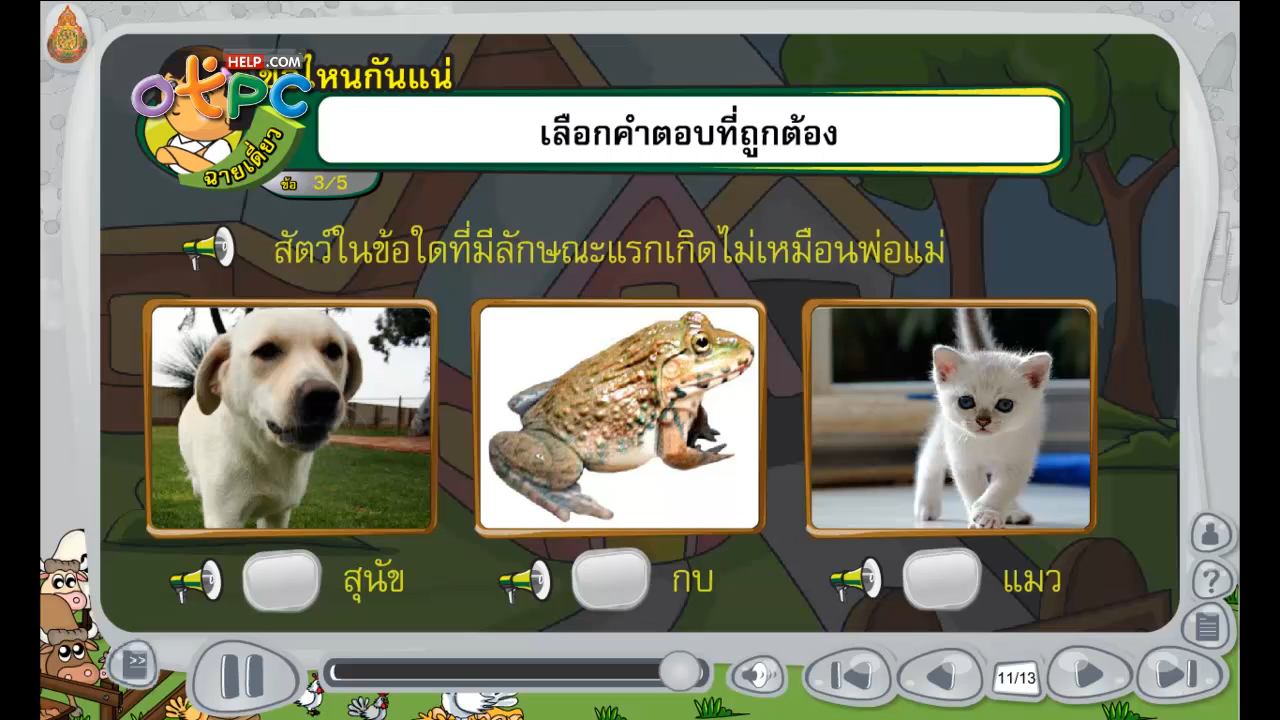 HELP.COM
otpc
ข้อไหนกันแน่
เลือกคำตอบที่ถูกต้อง
ฉายเดี่ยว
ข้อ 3/5
สัตว์ในข้อใดที่มีลักษณะแรกเกิดไม่เหมือนพ่อแม่
สุนัข
กบ
แมว
>>
?
11/13